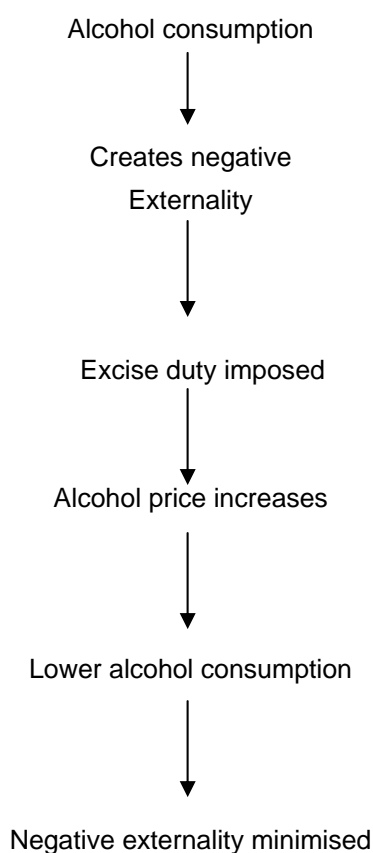 Alcohol consumption
Creates negative
Externality
Excise duty imposed
Alcohol price increases
Lower alcohol consumption
Negative externality minimised